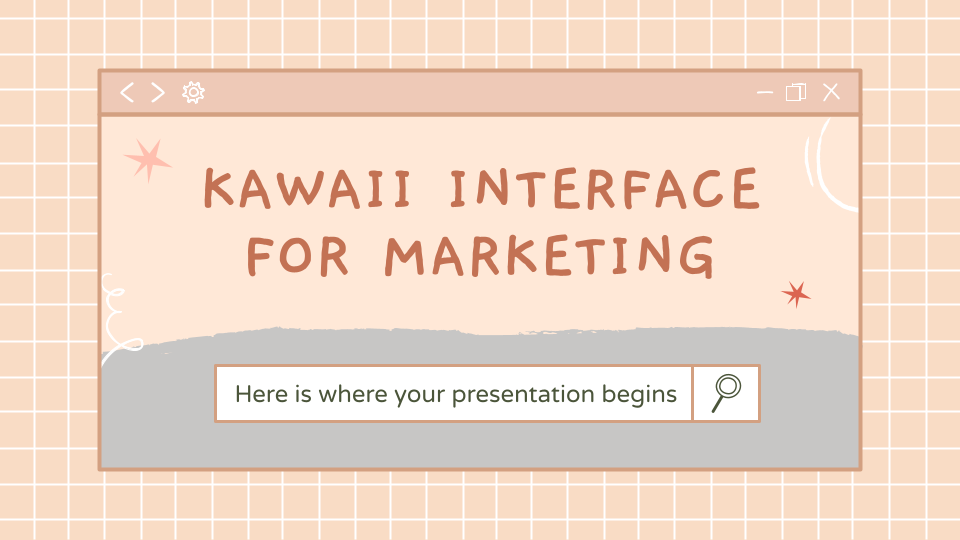 KAWAII INTERFACE
FOR MARKETING
Here is where your presentation begins